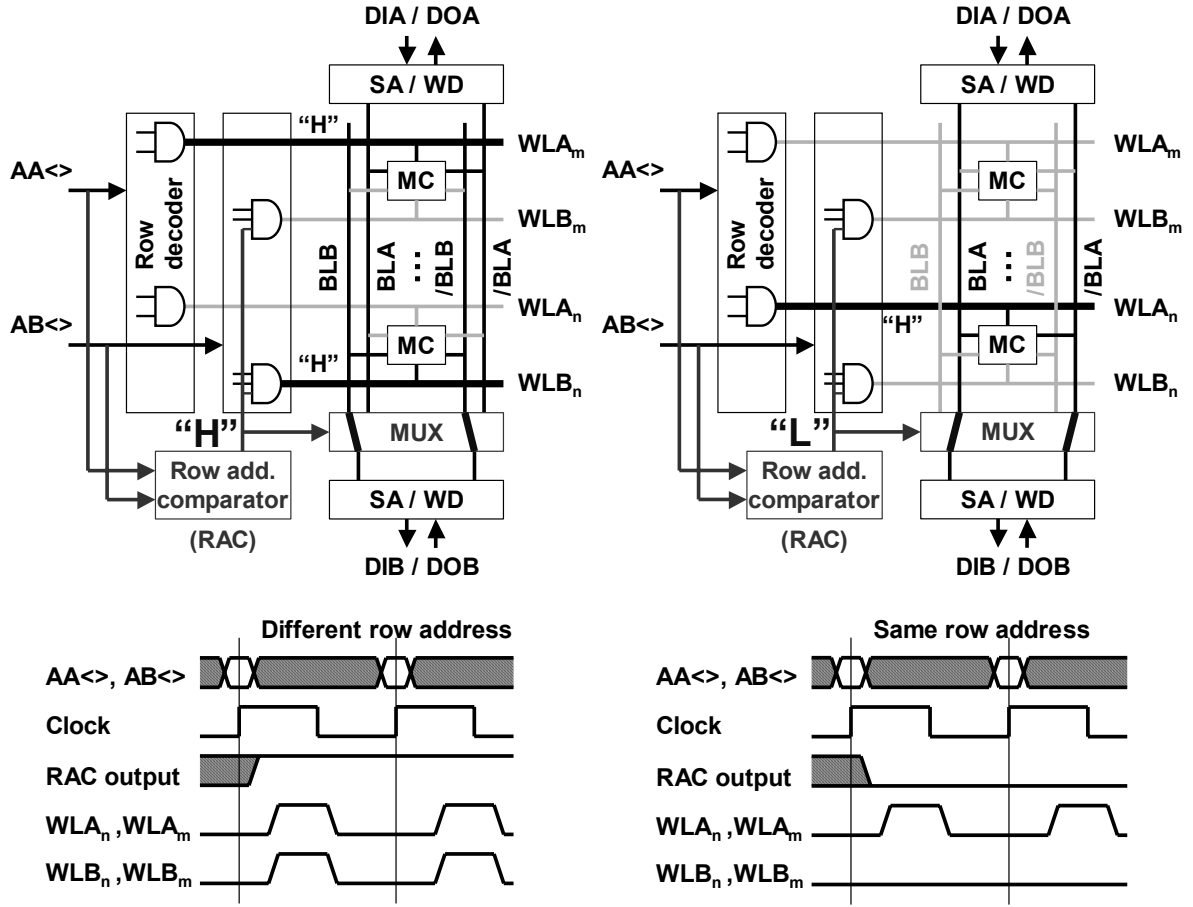 DIA / DOA
SA / WD
“H”
WLAm
AA<>
MC
Row decoder
WLBm
BLB
BLA
...
/BLB
/BLA
WLAn
AB<>
MC
“H”
WLBn
“H”
MUX
Row add.
comparator
SA / WD
(RAC)
DIB / DOB
DIA / DOA
SA / WD
WLAm
AA<>
MC
Row decoder
WLBm
BLB
BLA
...
/BLB
/BLA
WLAn
AB<>
“H”
MC
WLBn
“L”
MUX
Row add.
comparator
SA / WD
(RAC)
DIB / DOB
Different row address
AA<>, AB<>
Clock
RAC output
WLAn ,WLAm
WLBn ,WLBm
Same row address
AA<>, AB<>
Clock
RAC output
WLAn ,WLAm
WLBn ,WLBm